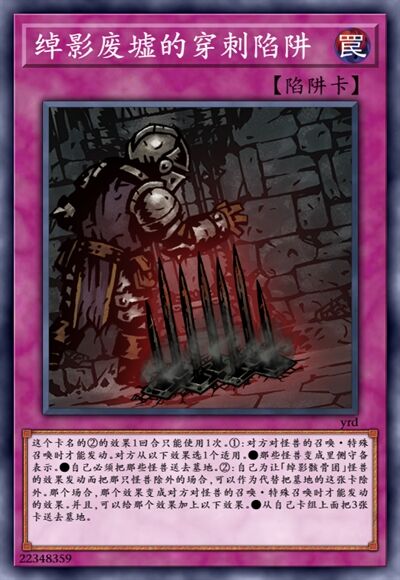 绰影废墟的穿刺陷阱
罠
【陷阱卡】
yrd
这个卡名的②的效果1回合只能使用1次。①：对方对怪兽的召唤・特殊
召唤时才能发动。对方从以下效果选1个适用。●那些怪兽变成里侧守备
表示。●自己必须把那些怪兽送去墓地。②：自己为让「绰影骸骨团」怪兽
的效果发动而把那只怪兽除外的场合，可以作为代替把墓地的这张卡除
外。那个场合，那个效果变成对方对怪兽的召唤・特殊召唤时才能发动
的效果。并且，可以给那个效果加上以下效果。●从自己卡组上面把3张
卡送去墓地。
22348359